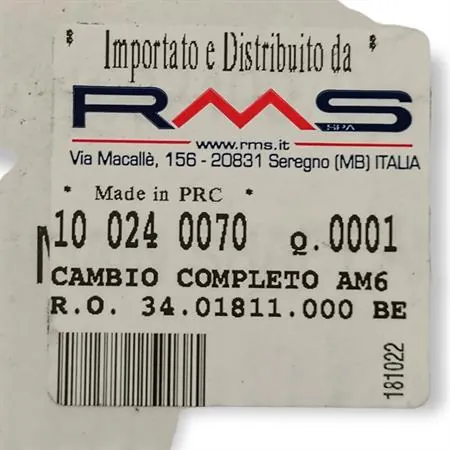 * Importato e Distribuito da *
RMS
SPA
www.rms.it
Via Macallè, 156 - 20831 Seregno (MB) ITALIA
* Made in PRC *
10 024 0070 Q.0001
CAMBIO COMPLETO AM6
R.O. 34.01811.000 BE
181022